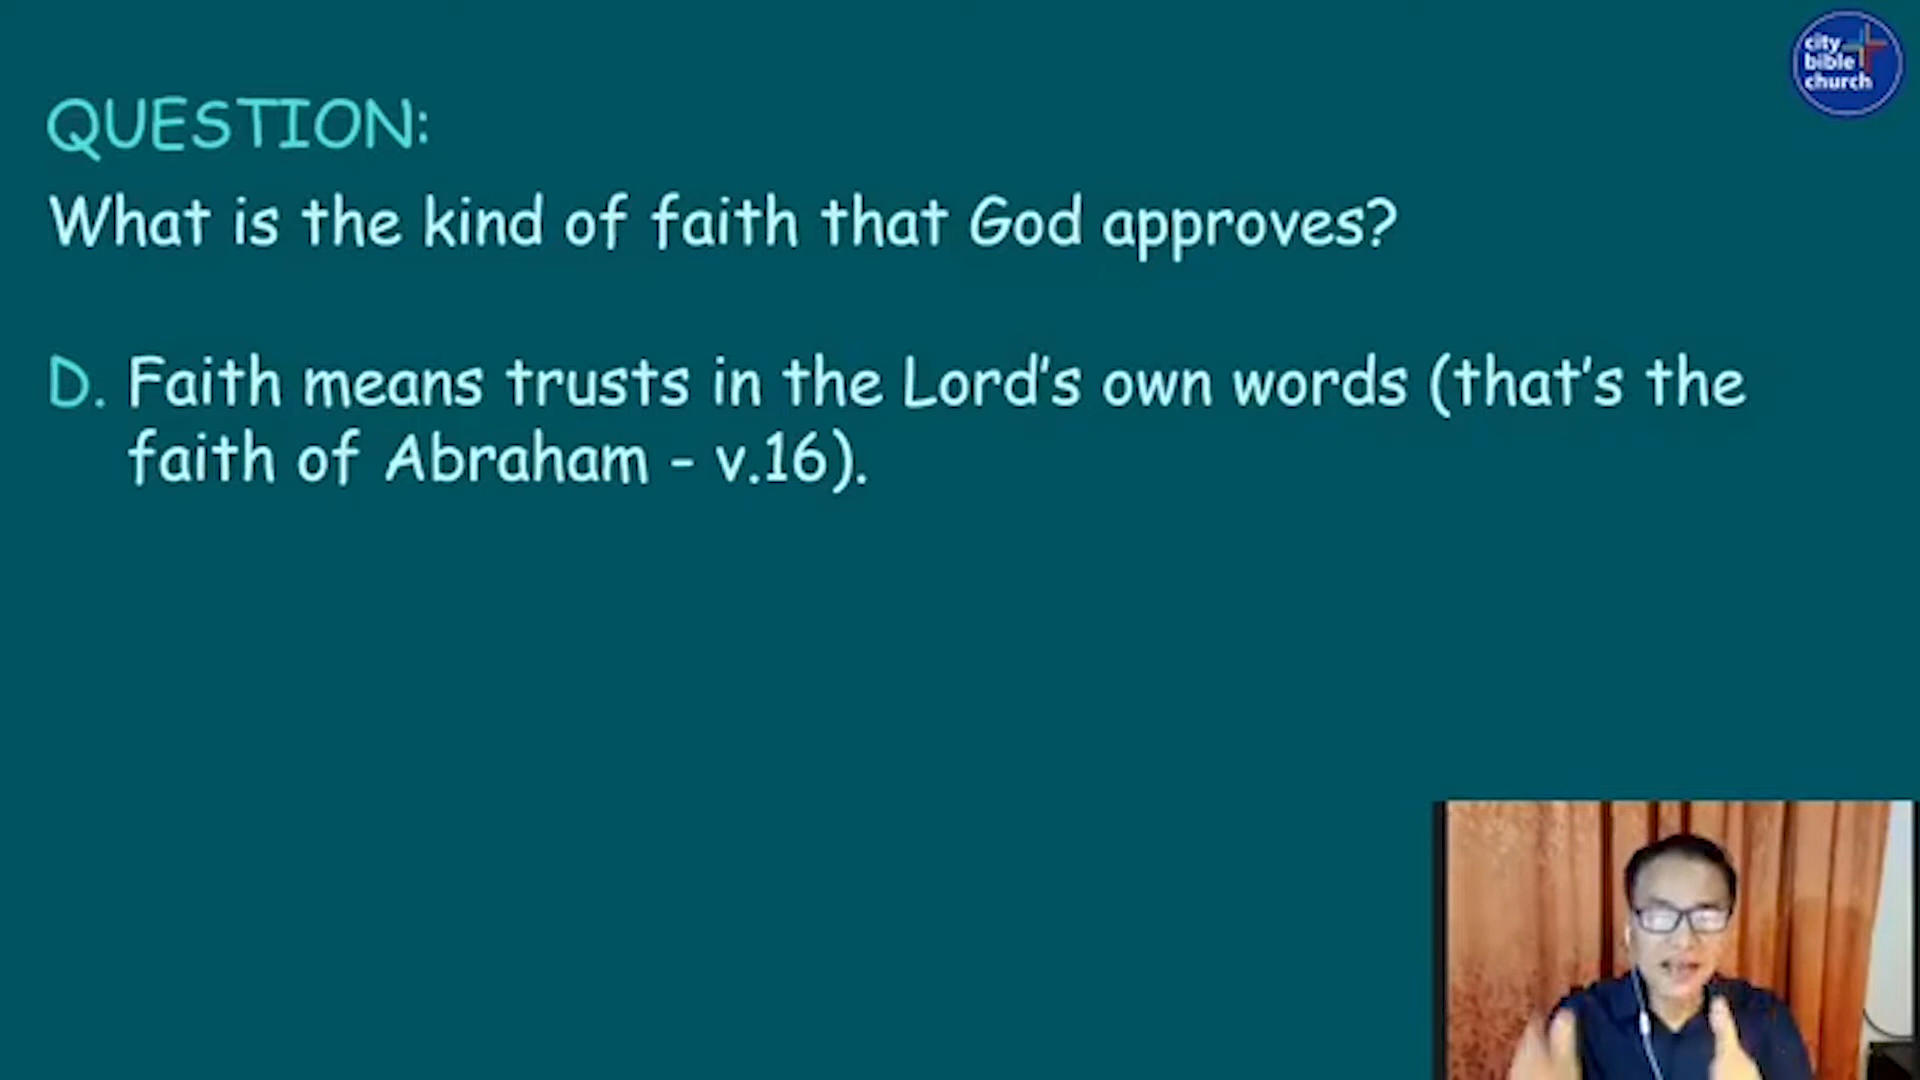 city
bible
church
QUESTION:
What is the kind of faith that God approves?
D. Faith means trusts in the Lord's own words (that's the
faith of Abraham - v.16).